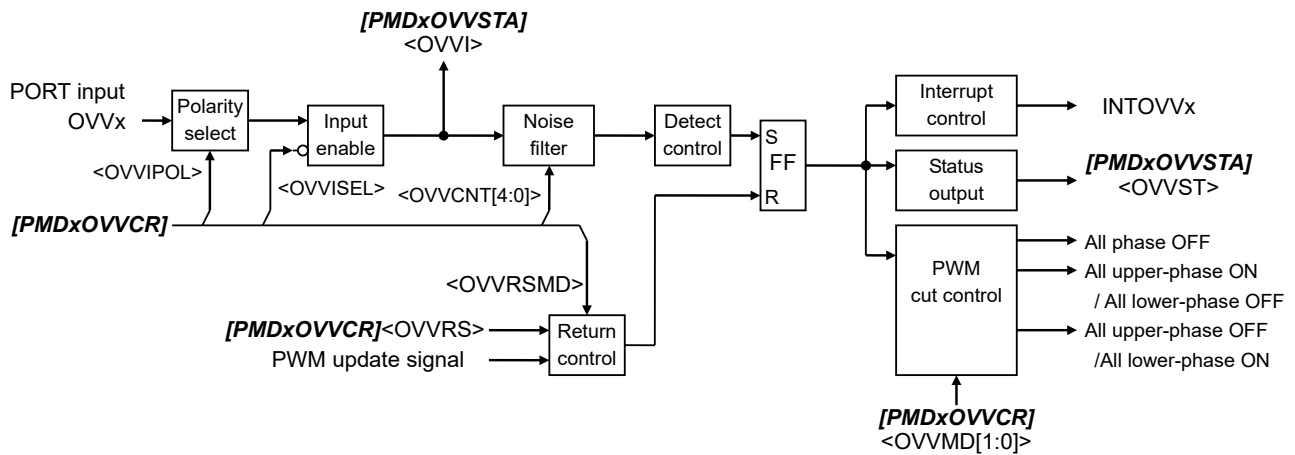 [PMDxOVVSTA]
<OVVI>
PORT input
OVVx
Polarity
select
Input
enable
Noise
filter
Detect
control
S
FF
R
Interrupt
control
INTOVVx
Status
output
[PMDxOVVSTA]
<OVVST>
<OVVIPOL>
<OVVISEL>
<OVVCNT[4:0]>
[PMDxOVVCR]
<OVVRSMD>
[PMDxOVVCR]<OVVRS>
PWM update signal
Return
control
PWM
cut control
All phase OFF
All upper-phase ON
/ All lower-phase OFF
All upper-phase OFF
/All lower-phase ON
[PMDxOVVCR]
<OVVMD[1:0]>